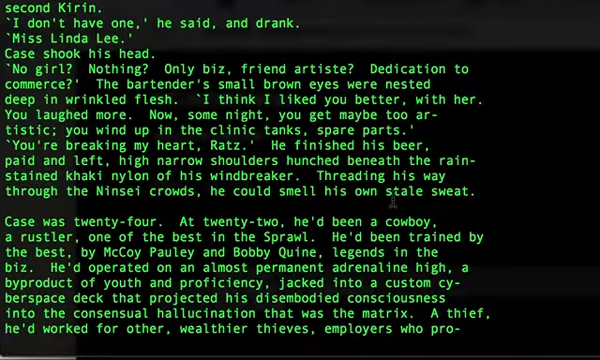 second Kirin.
`I don't have one,' he said, and drank.
`Miss Linda Lee.'
Case shook his head.
`No girl?  Nothing?  Only biz, friend artiste?  Dedication to
commerce?'  The bartender's small brown eyes were nested
deep in wrinkled flesh.  `I think I liked you better, with her.
You laughed more.  Now, some night, you get maybe too ar-
tistic; you wind up in the clinic tanks, spare parts.'
`You're breaking my heart, Ratz.'  He finished his beer,
paid and left, high narrow shoulders hunched beneath the rain-
stained khaki nylon of his windbreaker.  Threading his way
through the Ninsei crowds, he could smell his own stale sweat.
Case was twenty-four.  At twenty-two, he'd been a cowboy,
a rustler, one of the best in the Sprawl.  He'd been trained by
the best, by McCoy Pauley and Bobby Quine, legends in the
biz.  He'd operated on an almost permanent adrenaline high, a
byproduct of youth and proficiency, jacked into a custom cy-
berspace deck that projected his disembodied consciousness
into the consensual hallucination that was the matrix.  A thief,
he'd worked for other, wealthier thieves, employers who pro-